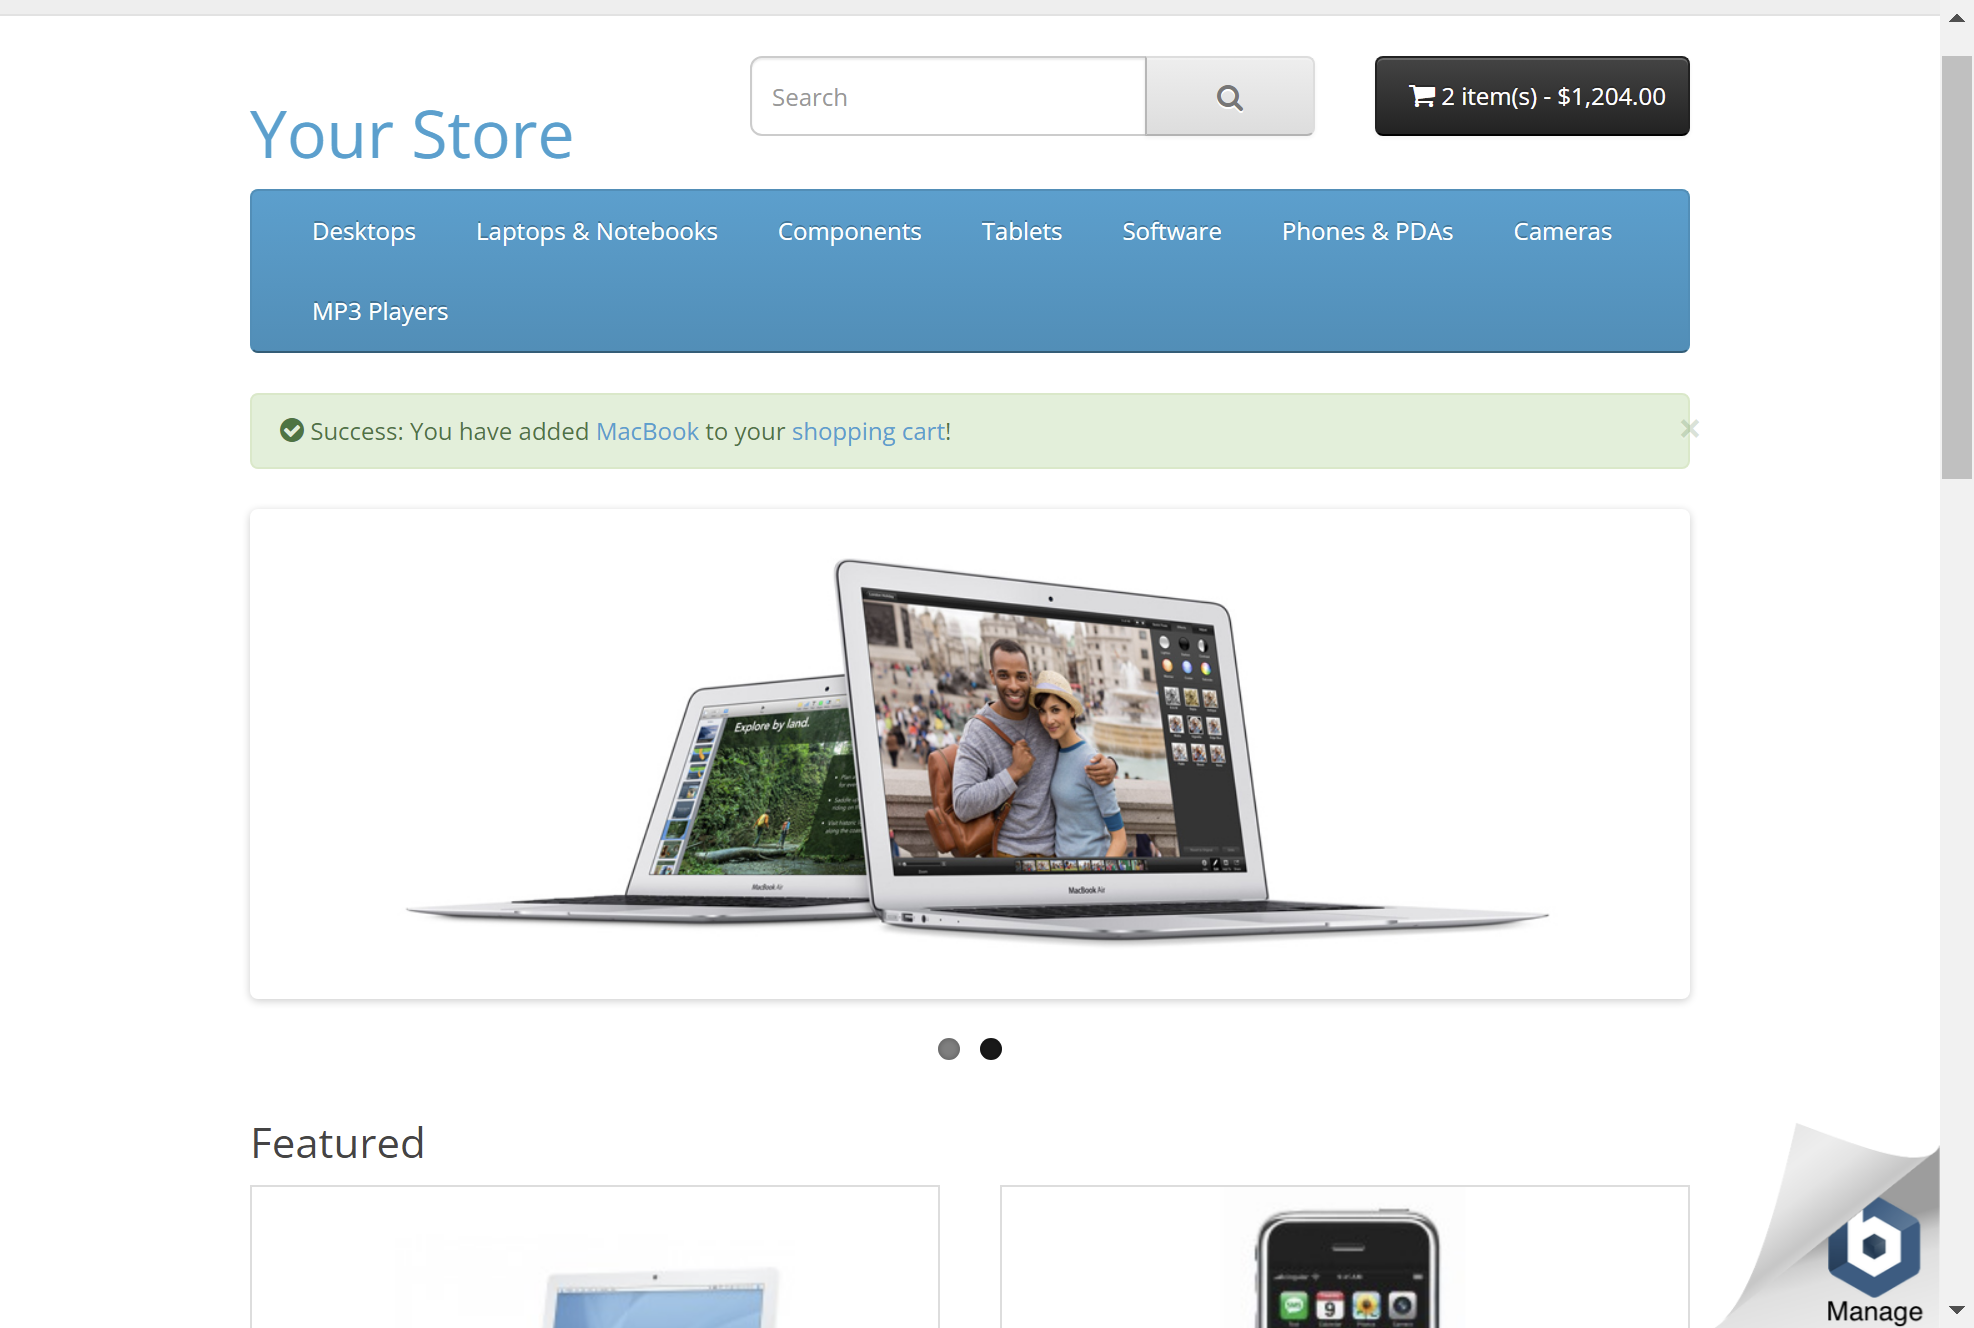 Search
2 item(s) - $1,204.00
Your Store
Desktops
Laptops & Notebooks
Components
Tablets
Software
Phones & PDAs
Cameras
MP3 Players
Success: You have added MacBook to your shopping cart!
×
Explore by land.
MacBook Air
MacBook Air
Featured
9
Manage